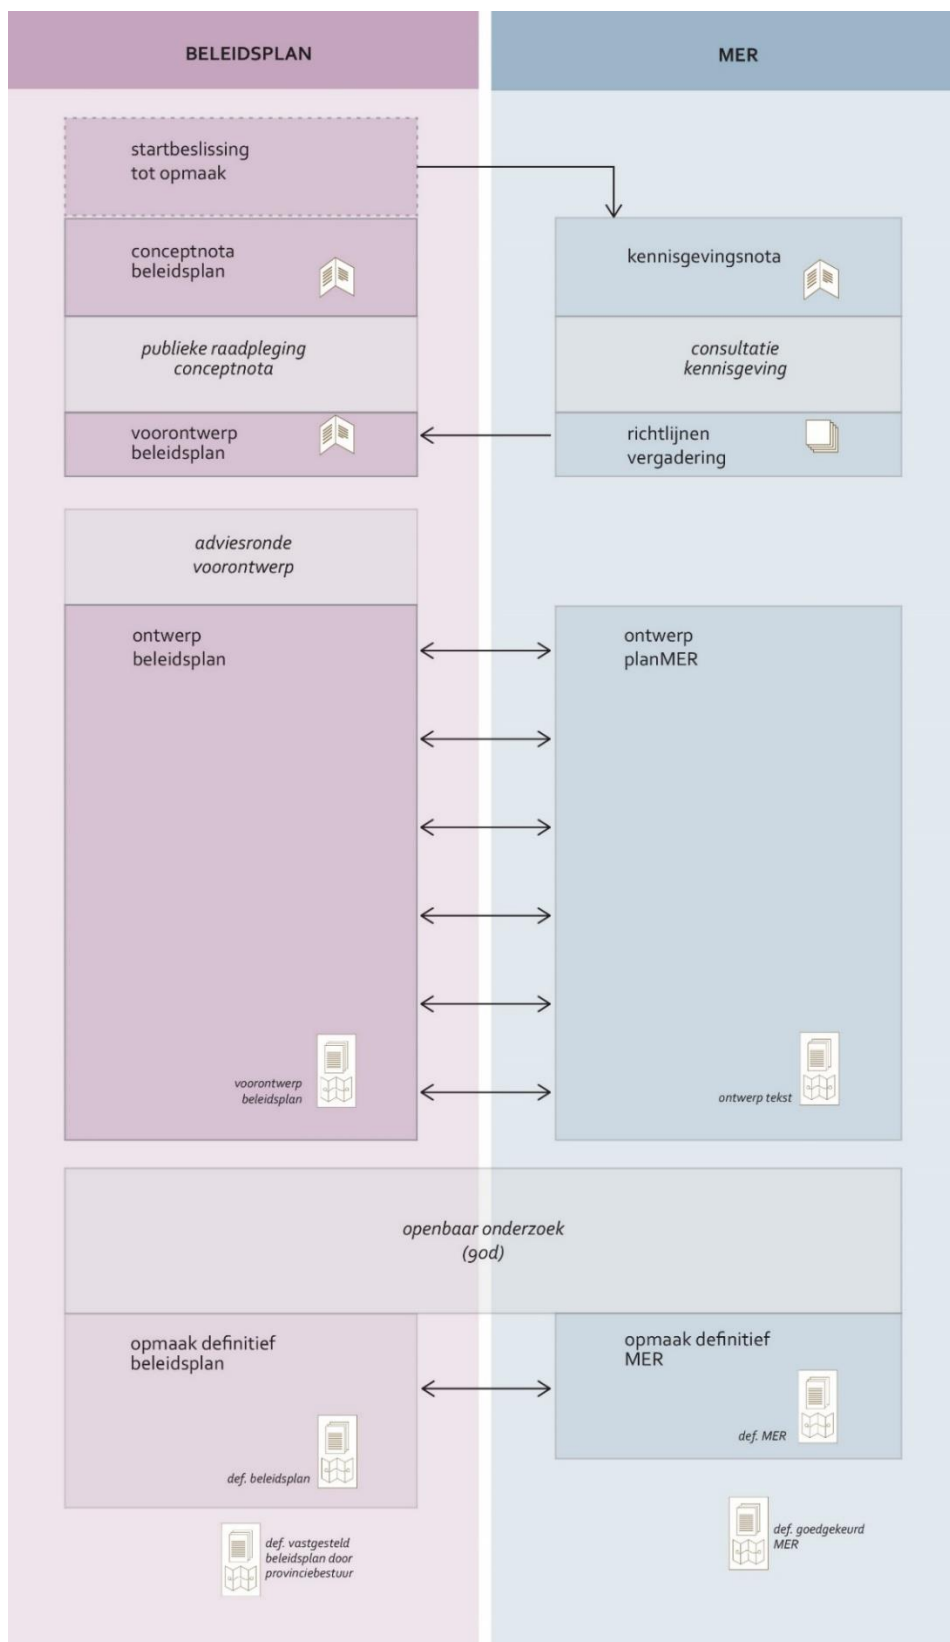 BELEIDSPLAN
MER
startbeslissing
tot opmaak
conceptnota
beleidsplan
kennisgevingsnota
publieke raadpleging
conceptnota
consultatie
kennisgeving
voorontwerp
beleidsplan
richtlijnen
vergadering
adviesronde
voorontwerp
ontwerp
beleidsplan
ontwerp
planMER
voorontwerp
beleidsplan
ontwerp tekst
openbaar onderzoek
(90d)
opmaak definitief
beleidsplan
opmaak definitief
MER
def. MER
def. beleidsplan
def. vastgesteld
beleidsplan door
provinciebestuur
def. goedgekeurd
MER